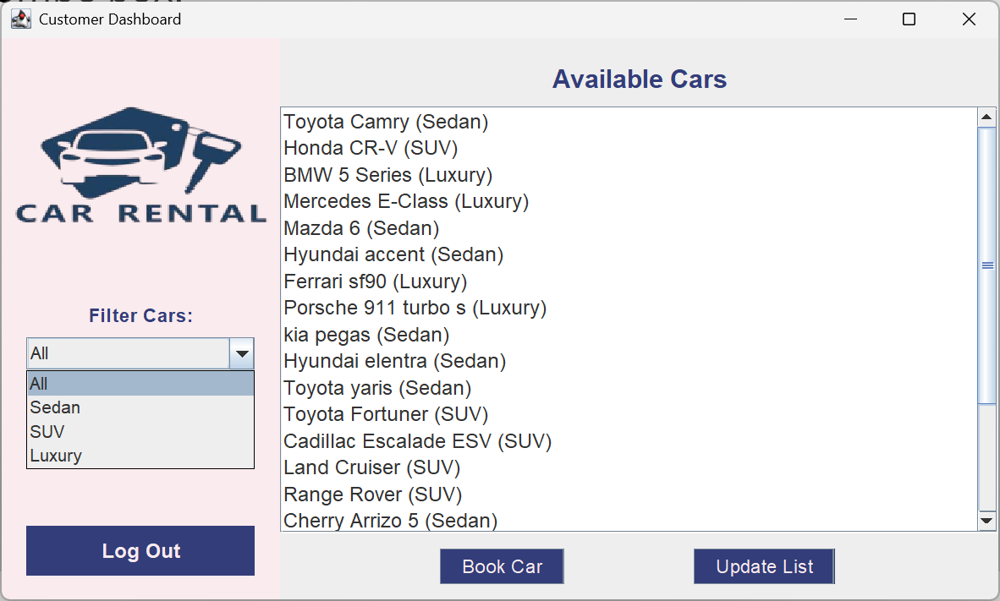 Customer Dashboard
CAR RENTAL
Filter Cars:
All
All
Sedan
SUV
Luxury
Log Out
Available Cars
Toyota Camry (Sedan)
Honda CR-V (SUV)
BMW 5 Series (Luxury)
Mercedes E-Class (Luxury)
Mazda 6 (Sedan)
Hyundai accent (Sedan)
Ferrari sf90 (Luxury)
Porsche 911 turbo s (Luxury)
kia pegas (Sedan)
Hyundai elentra (Sedan)
Toyota yaris (Sedan)
Toyota Fortuner (SUV)
Cadillac Escalade ESV (SUV)
Land Cruiser (SUV)
Range Rover (SUV)
Cherry Arrizo 5 (Sedan)
Book Car
Update List